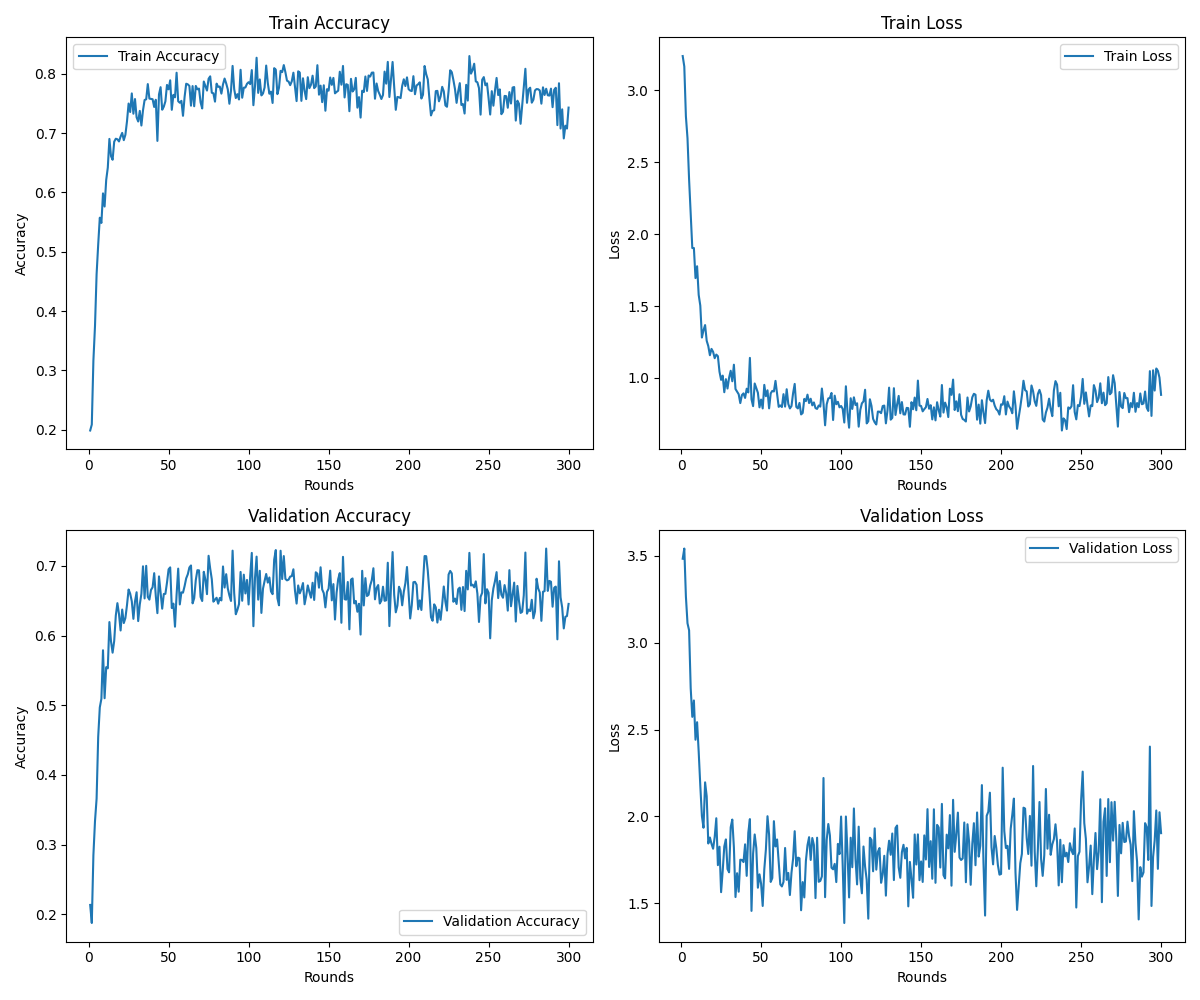 Train Accuracy
Train Accuracy
0.8
0.7
0.6
0.5
0.4
0.3
0.2
Accuracy
0 50 100 150 200 250 300
Rounds
Train Loss
Train Loss
3.0
2.5
2.0
1.5
1.0
Loss
0 50 100 150 200 250 300
Rounds
Validation Accuracy
0.7
0.6
0.5
0.4
0.3
0.2
Accuracy
Validation Accuracy
0 50 100 150 200 250 300
Rounds
Validation Loss
Validation Loss
3.5
3.0
2.5
2.0
1.5
Loss
0 50 100 150 200 250 300
Rounds